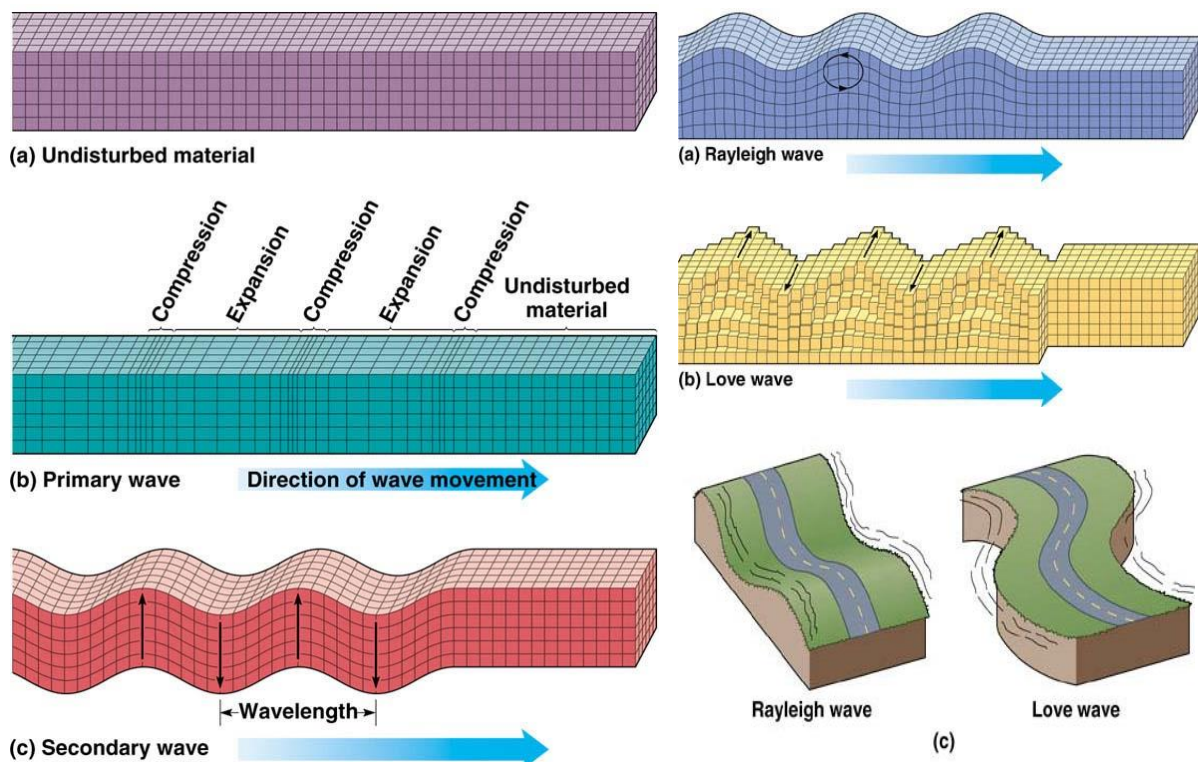 (a) Undisturbed material
Compression
Expansion
Compression
Expansion
Compression
Undisturbed
material
(b) Primary wave
Direction of wave movement
Wavelength
(c) Secondary wave
(a) Rayleigh wave
(b) Love wave
Rayleigh wave
Love wave
(c)